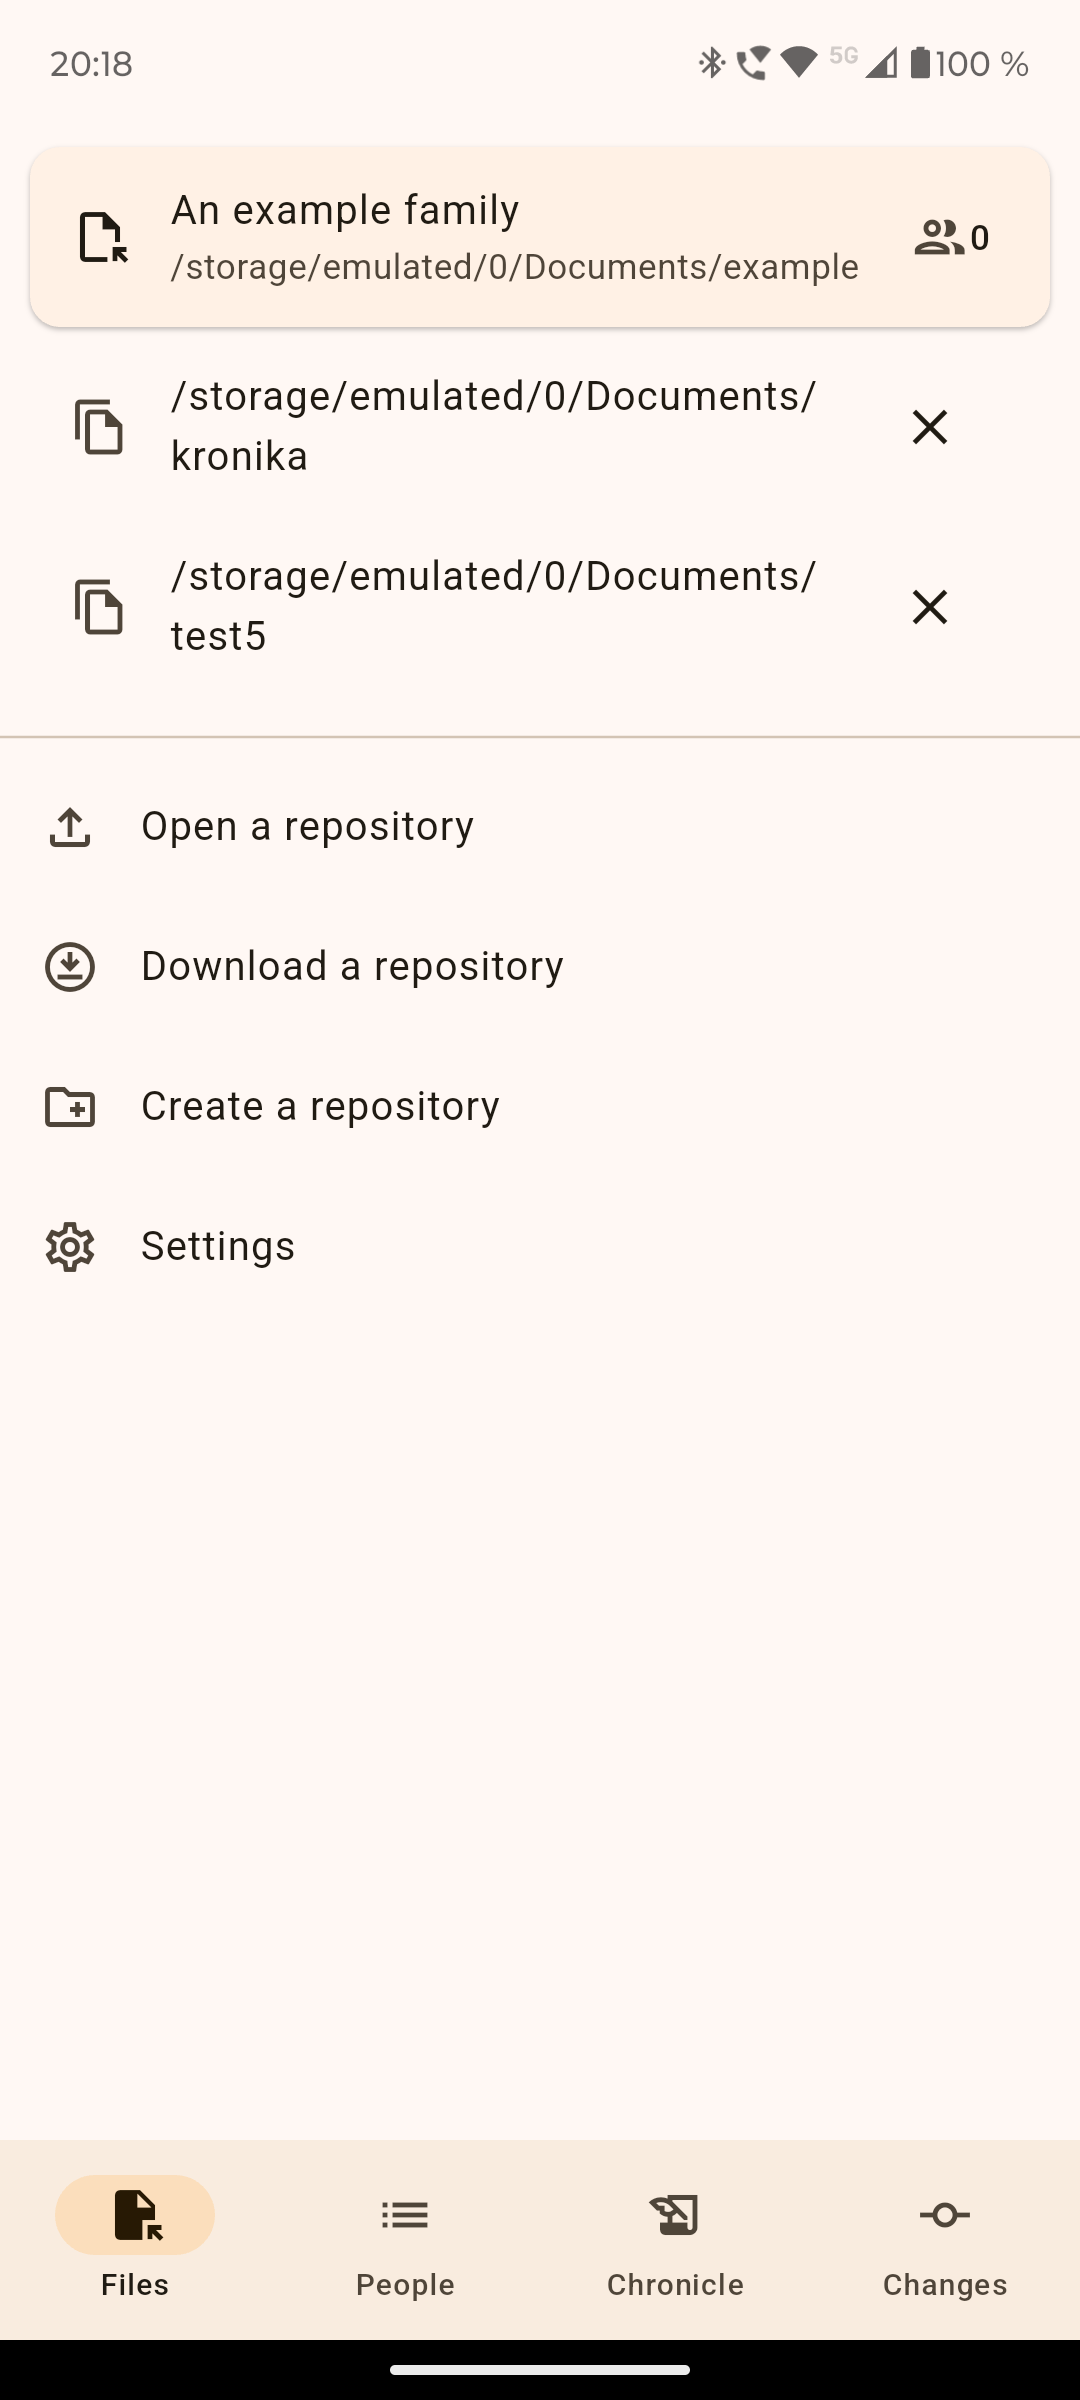 20:18
5G
100 %
An example family
/storage/emulated/0/Documents/example
0
/storage/emulated/0/Documents/
kronika
/storage/emulated/0/Documents/
test5
Open a repository
Download a repository
Create a repository
Settings
Files
People
Chronicle
Changes